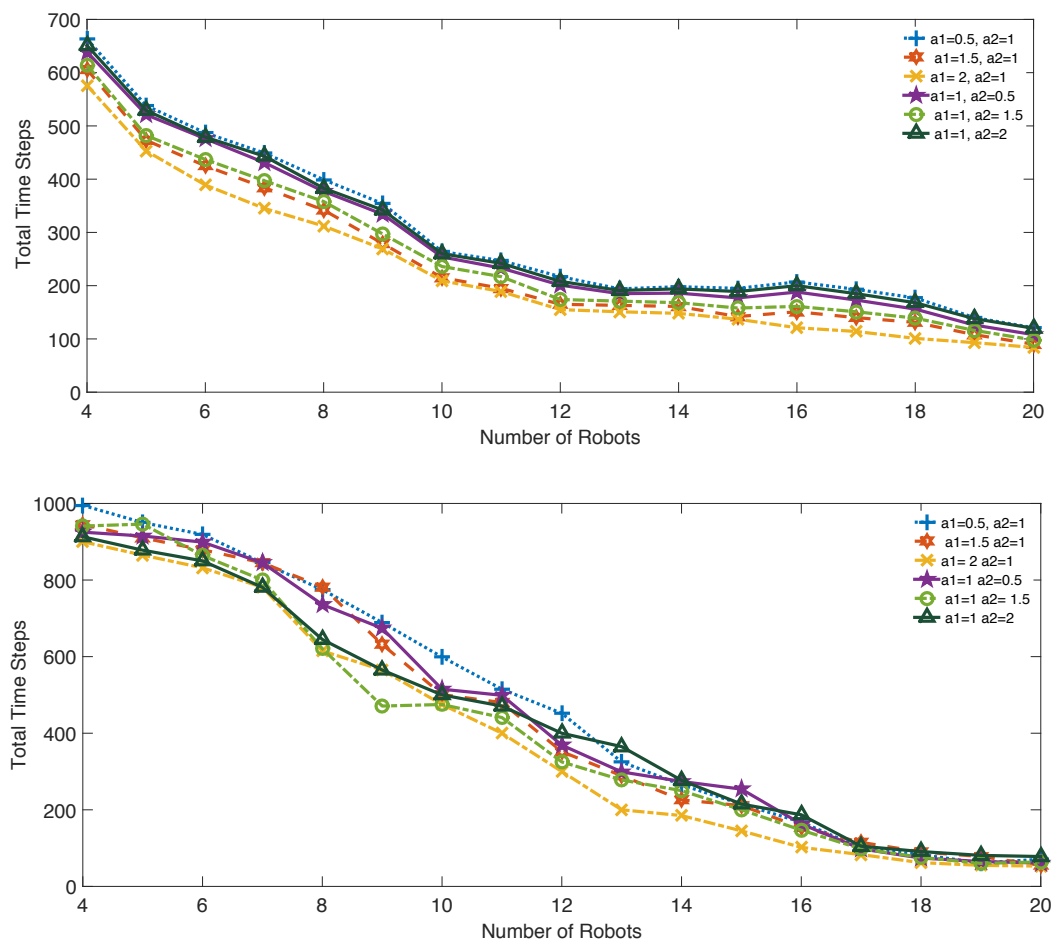 700
600
500
400
300
200
100
0
Total Time Steps
a1=0.5, a2=1
a1=1.5, a2=1
a1= 2, a2=1
a1=1, a2=0.5
a1=1, a2= 1.5
a1=1, a2=2
4 6 8 10 12 14 16 18 20
Number of Robots
1000
800
600
400
200
0
Total Time Steps
a1=0.5, a2=1
a1=1.5 a2=1
a1= 2 a2=1
a1=1 a2=0.5
a1=1 a2= 1.5
a1=1 a2=2
4 6 8 10 12 14 16 18 20
Number of Robots